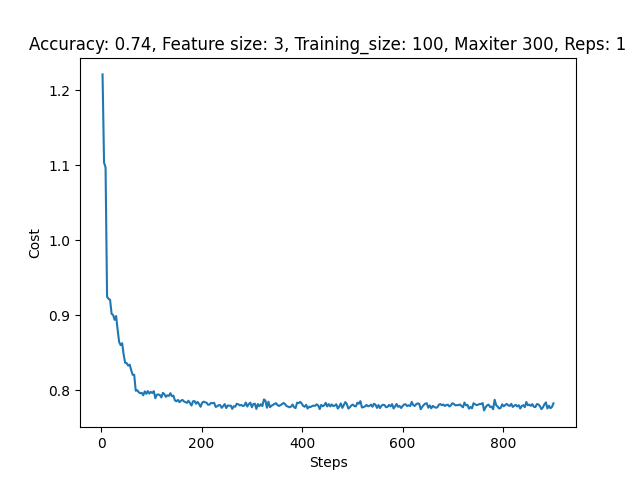 Accuracy: 0.74, Feature size: 3, Training_size: 100, Maxiter 300, Reps: 1
1.2
1.1
1.0
0.9
0.8
Cost
0 200 400 600 800
Steps